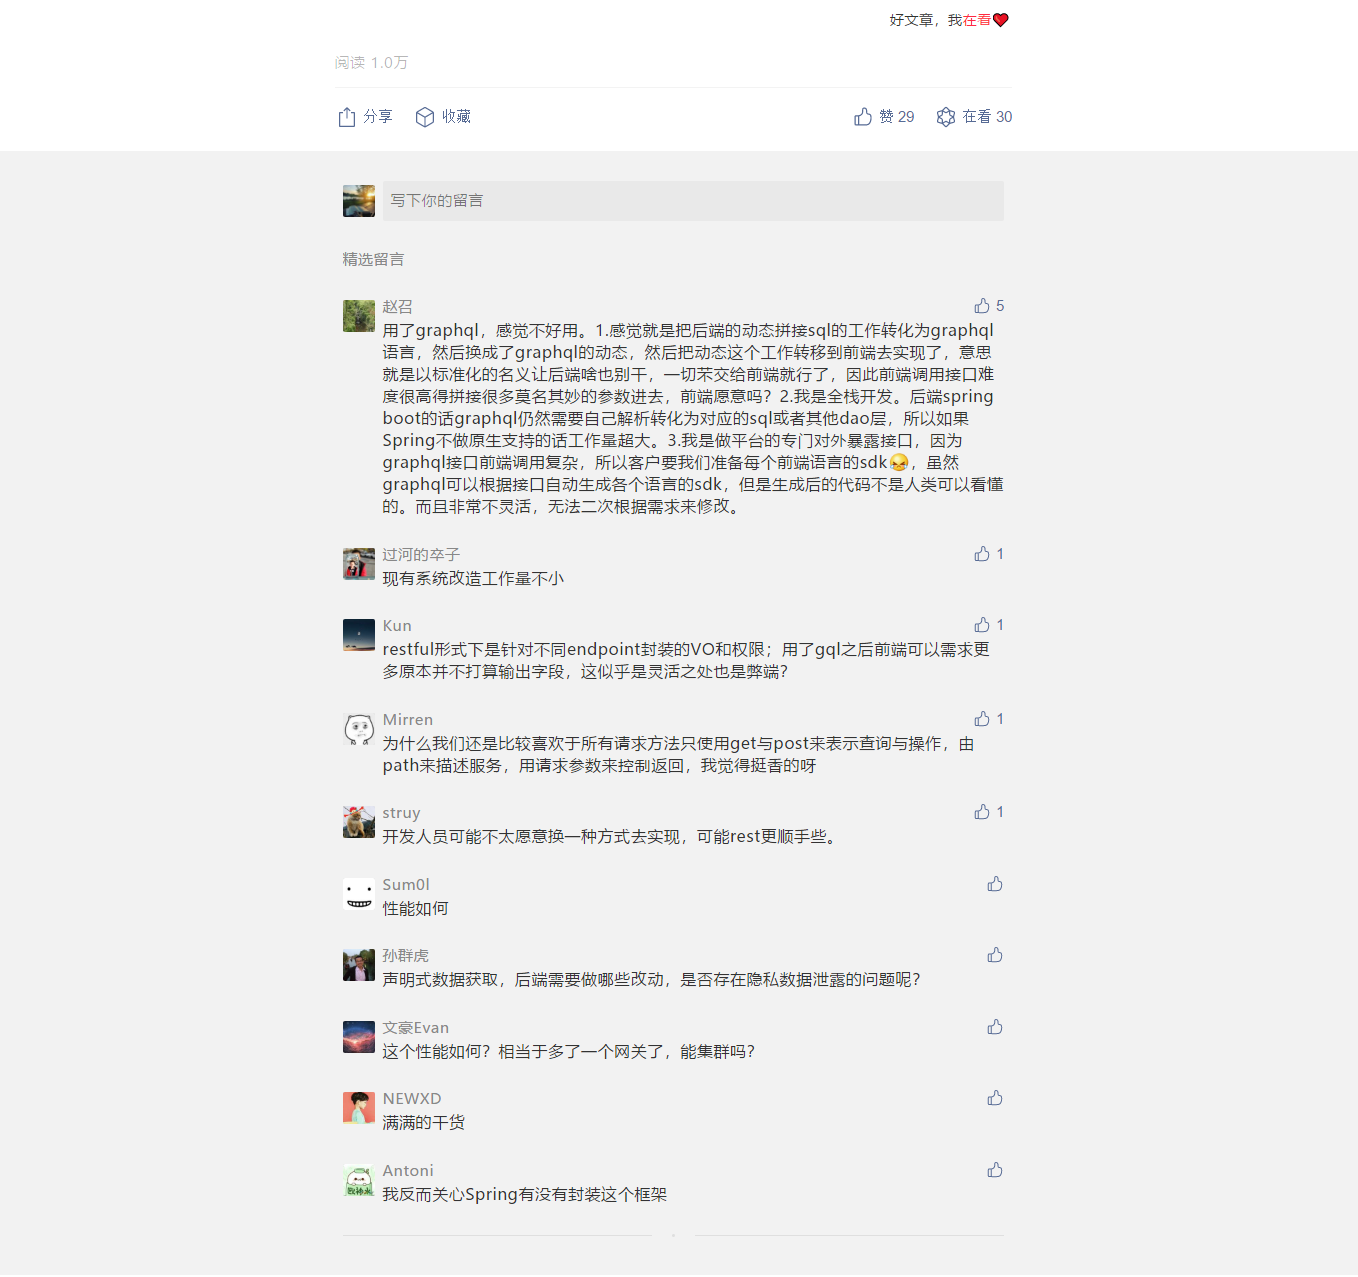 好文章，我在看❤️
阅读 1.0万
分享 收藏 赞 29 在看 30
写下你的留言
精选留言
赵召 5
用了graphql，感觉不好用。1.感觉就是把后端的动态拼接sql的工作转化为graphql
语言，然后换成了graphql的动态，然后把动态这个工作转移到前端去实现了，意思
就是以标准化的名义让后端啥也别干，一切苤交给前端就行了，因此前端调用接口难
度很高得拼接很多莫名其妙的参数进去，前端愿意吗？2.我是全栈开发。后端spring
boot的话graphql仍然需要自己解析转化为对应的sql或者其他dao层，所以如果
Spring不做原生支持的话工作量超大。3.我是做平台的专门对外暴露接口，因为
graphql接口前端调用复杂，所以客户要我们准备每个前端语言的sdk，虽然
graphql可以根据接口自动生成各个语言的sdk，但是生成后的代码不是人类可以看懂
的。而且非常不灵活，无法二次根据需求来修改。
过河的卒子 1
现有系统改造工作量不小
Kun 1
restful形式下是针对不同endpoint封装的VO和权限；用了gql之后前端可以需求更
多原本并不打算输出字段，这似乎是灵活之处也是弊端？
Mirren 1
为什么我们还是比较喜欢于所有请求方法只使用get与post来表示查询与操作，由
path来描述服务，用请求参数来控制返回，我觉得挺香的呀
struy 1
开发人员可能不太愿意换一种方式去实现，可能rest更顺手些。
Sum0l
性能如何
孙群虎
声明式数据获取，后端需要做哪些改动，是否存在隐私数据泄露的问题呢？
文豪Evan
这个性能如何？相当于多了一个网关了，能集群吗？
NEWXD
满满的干货
Antoni
我反而关心Spring有没有封装这个框架